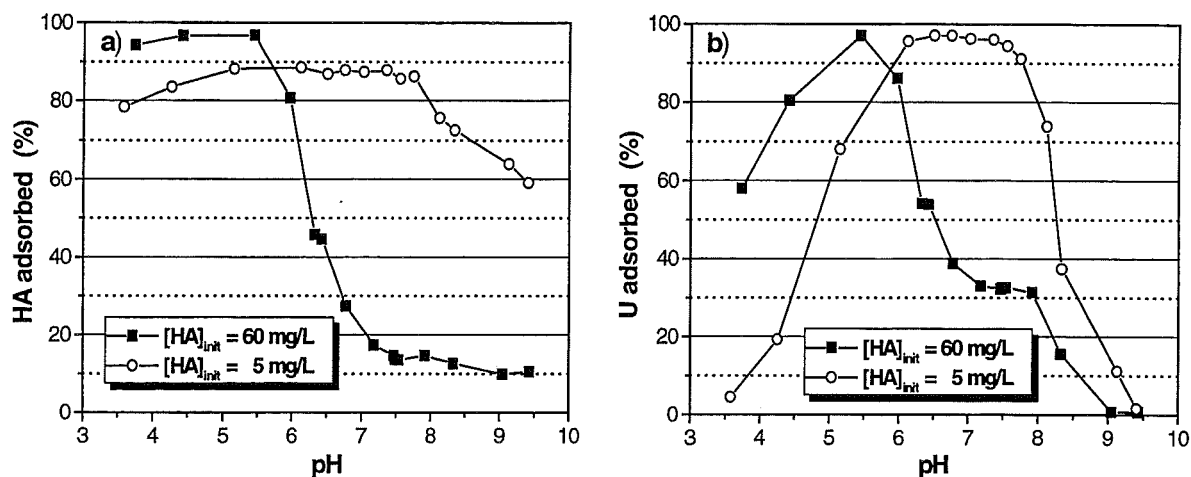 a)
HA adsorbed (%)
100
80
60
40
20
0
[HA]init = 60 mg/L
[HA]init = 5 mg/L
3 4 5 6 7 8 9 10
pH
b)
U adsorbed (%)
100
80
60
40
20
0
[HA]init = 60 mg/L
[HA]init = 5 mg/L
3 4 5 6 7 8 9 10
pH